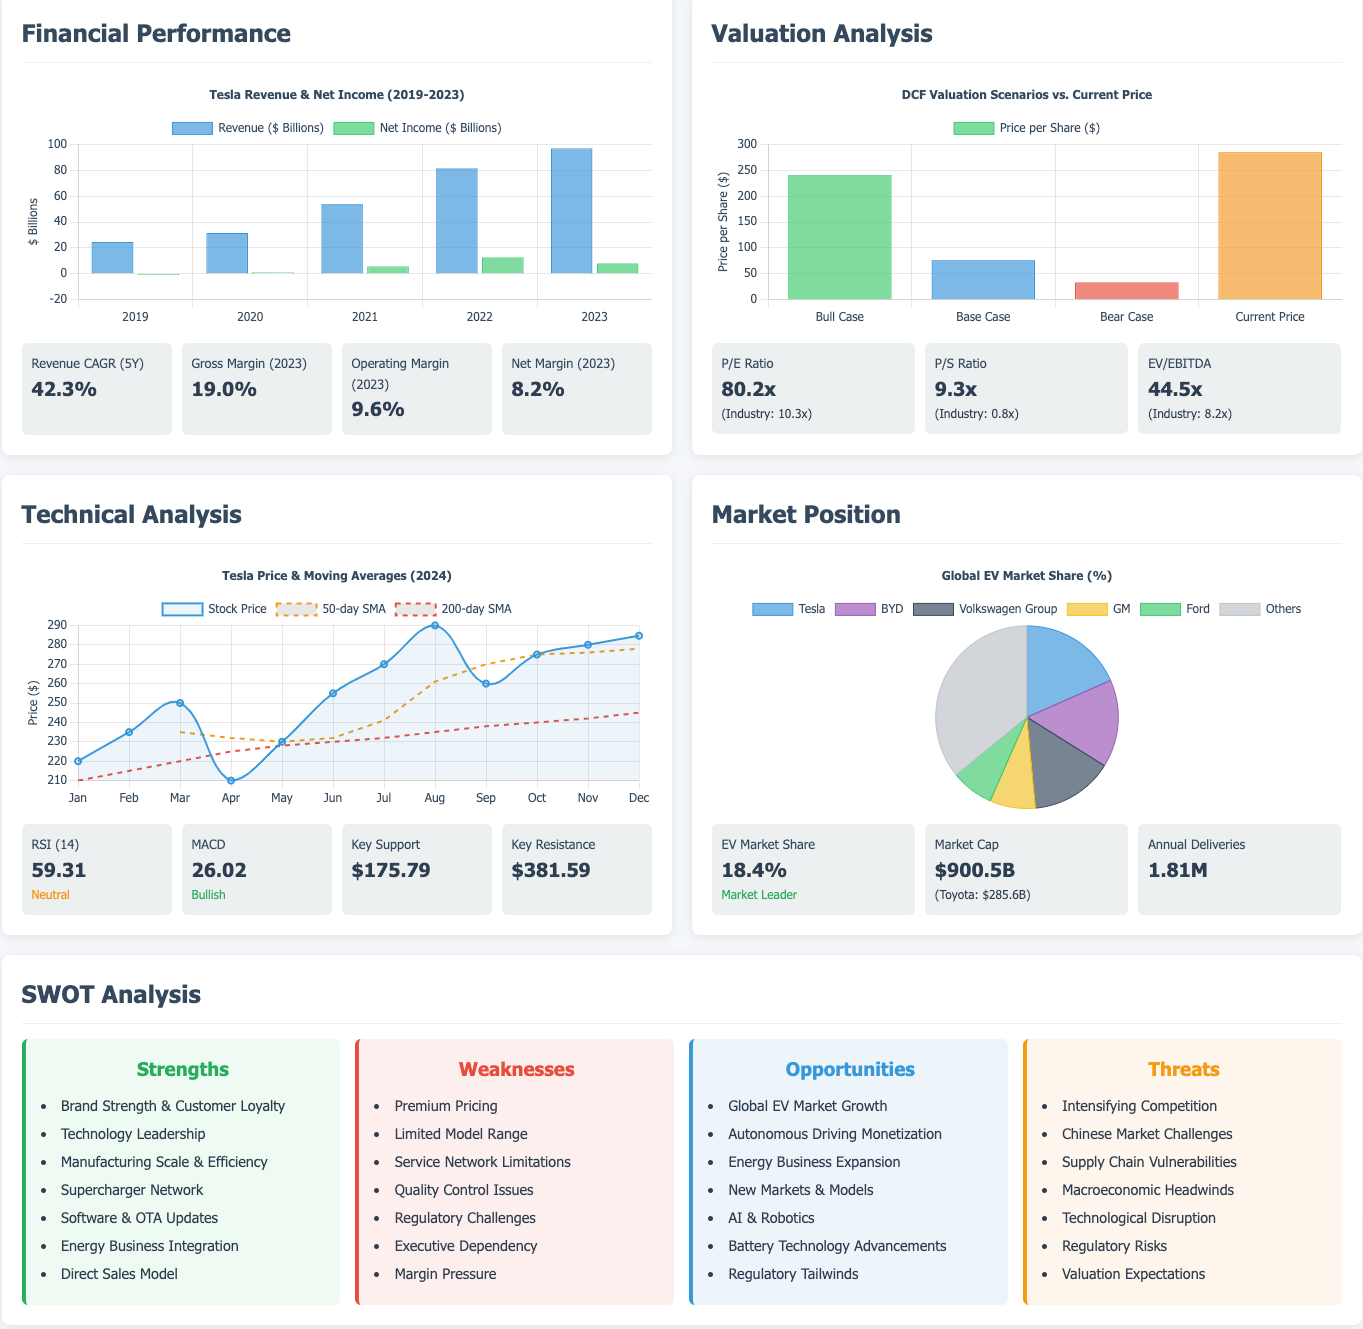 Financial Performance
Tesla Revenue & Net Income (2019-2023)
Revenue ($ Billions) Net Income ($ Billions)
$ Billions
100
80
60
40
20
0
-20
2019 2020 2021 2022 2023
Revenue CAGR (5Y)
42.3%
Gross Margin (2023)
19.0%
Operating Margin
(2023)
9.6%
Net Margin (2023)
8.2%
Valuation Analysis
DCF Valuation Scenarios vs. Current Price
Price per Share ($)
Price per Share ($)
300
250
200
150
100
50
0
Bull Case Base Case Bear Case Current Price
P/E Ratio
80.2x
(Industry: 10.3x)
P/S Ratio
9.3x
(Industry: 0.8x)
EV/EBITDA
44.5x
(Industry: 8.2x)
Technical Analysis
Tesla Price & Moving Averages (2024)
Stock Price 50-day SMA 200-day SMA
Price ($)
290
280
270
260
250
240
230
220
210
Jan Feb Mar Apr May Jun Jul Aug Sep Oct Nov Dec
RSI (14)
59.31
Neutral
MACD
26.02
Bullish
Key Support
$175.79
Key Resistance
$381.59
Market Position
Global EV Market Share (%)
Tesla BYD Volkswagen Group GM Ford Others
EV Market Share
18.4%
Market Leader
Market Cap
$900.5B
(Toyota: $285.6B)
Annual Deliveries
1.81M
SWOT Analysis
Strengths
• Brand Strength & Customer Loyalty
• Technology Leadership
• Manufacturing Scale & Efficiency
• Supercharger Network
• Software & OTA Updates
• Energy Business Integration
• Direct Sales Model
Weaknesses
• Premium Pricing
• Limited Model Range
• Service Network Limitations
• Quality Control Issues
• Regulatory Challenges
• Executive Dependency
• Margin Pressure
Opportunities
• Global EV Market Growth
• Autonomous Driving Monetization
• Energy Business Expansion
• New Markets & Models
• AI & Robotics
• Battery Technology Advancements
• Regulatory Tailwinds
Threats
• Intensifying Competition
• Chinese Market Challenges
• Supply Chain Vulnerabilities
• Macroeconomic Headwinds
• Technological Disruption
• Regulatory Risks
• Valuation Expectations